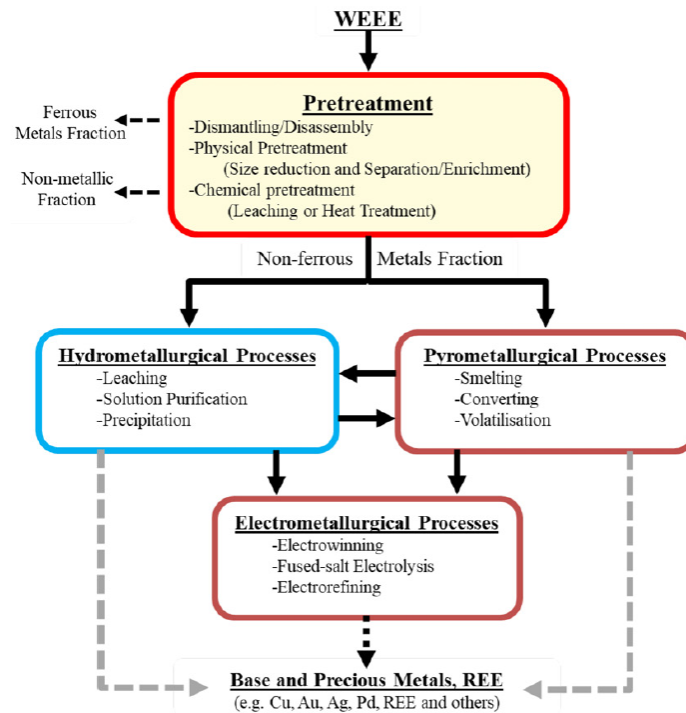 WEEE
Pretreatment
-Dismantling/Disassembly
-Physical Pretreatment
(Size reduction and Separation/Enrichment)
-Chemical pretreatment
(Leaching or Heat Treatment)
Ferrous
Metals Fraction
Non-metallic
Fraction
Non-ferrous Metals Fraction
Hydrometallurgical Processes
-Leaching
-Solution Purification
-Precipitation
Pyrometallurgical Processes
-Smelting
-Converting
-Volatilisation
Electrometallurgical Processes
-Electrowinning
-Fused-salt Electrolysis
-Electrorefining
Base and Precious Metals, REE
(e.g. Cu, Au, Ag, Pd, REE and others)